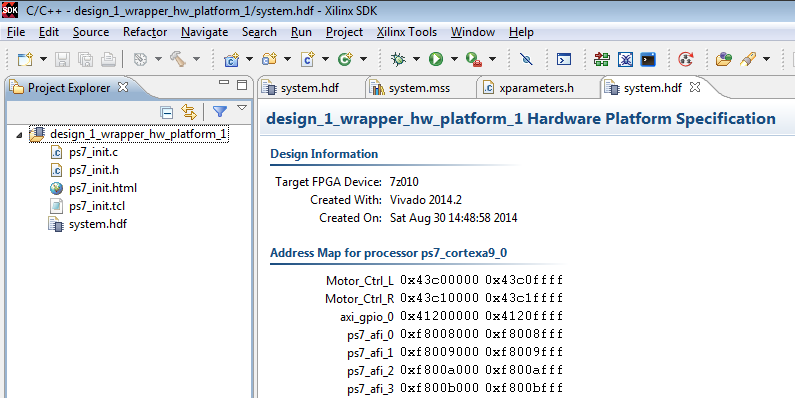 C/C++ - design_1_wrapper_hw_platform_1/system.hdf - Xilinx SDK
File Edit Source Refactor Navigate Search Run Project Xilinx Tools Window Help
Project Explorer
system.hdf system.mss xparameters.h system.hdf
design_1_wrapper_hw_platform_1
ps7_init.c
ps7_init.h
ps7_init.html
ps7_init.tcl
system.hdf
design_1_wrapper_hw_platform_1 Hardware Platform Specification
Design Information
Target FPGA Device: 7z010
Created With: Vivado 2014.2
Created On: Sat Aug 30 14:48:58 2014
Address Map for processor ps7_cortexa9_0
Motor_Ctrl_L 0x43c00000 0x43c0ffff
Motor_Ctrl_R 0x43c10000 0x43c1ffff
axi_gpio_0 0x41200000 0x4120ffff
ps7_afi_0 0xf8008000 0xf8008fff
ps7_afi_1 0xf8009000 0xf8009fff
ps7_afi_2 0xf800a000 0xf800afff
ps7_afi_3 0xf800b000 0xf800bfff